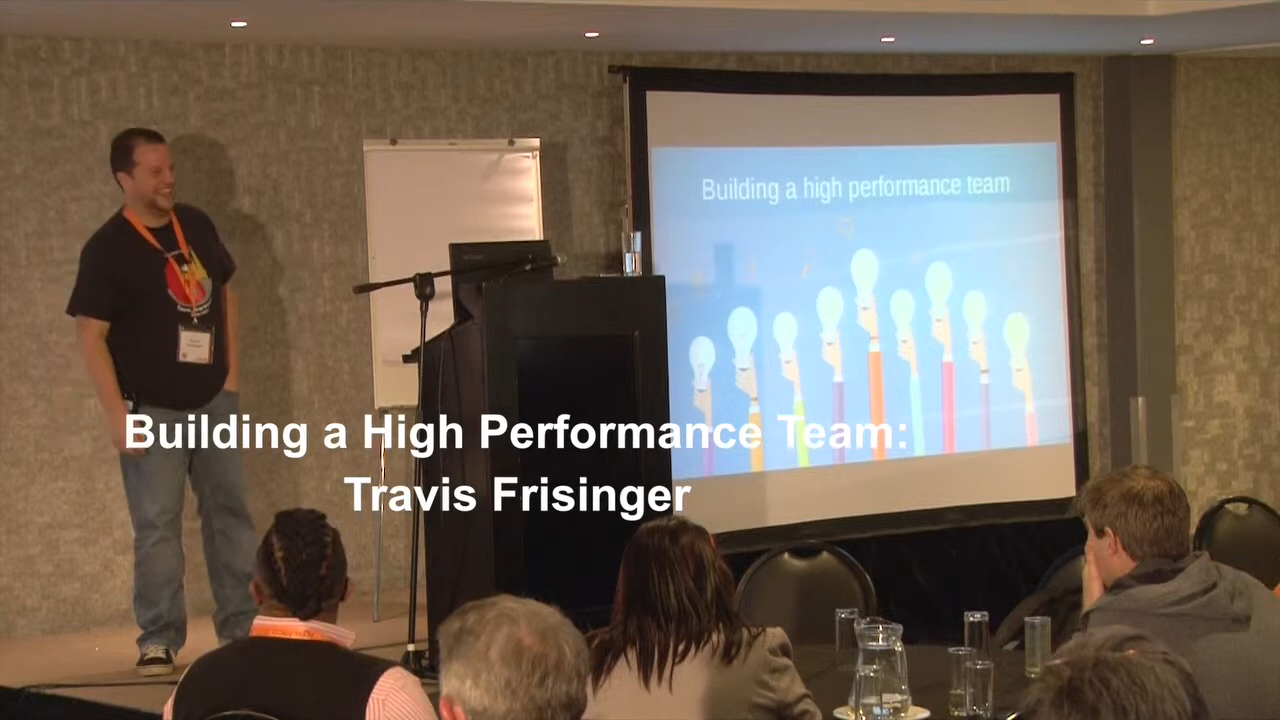 Building a high performance team
Building a High Performance Team:
Travis Frisinger